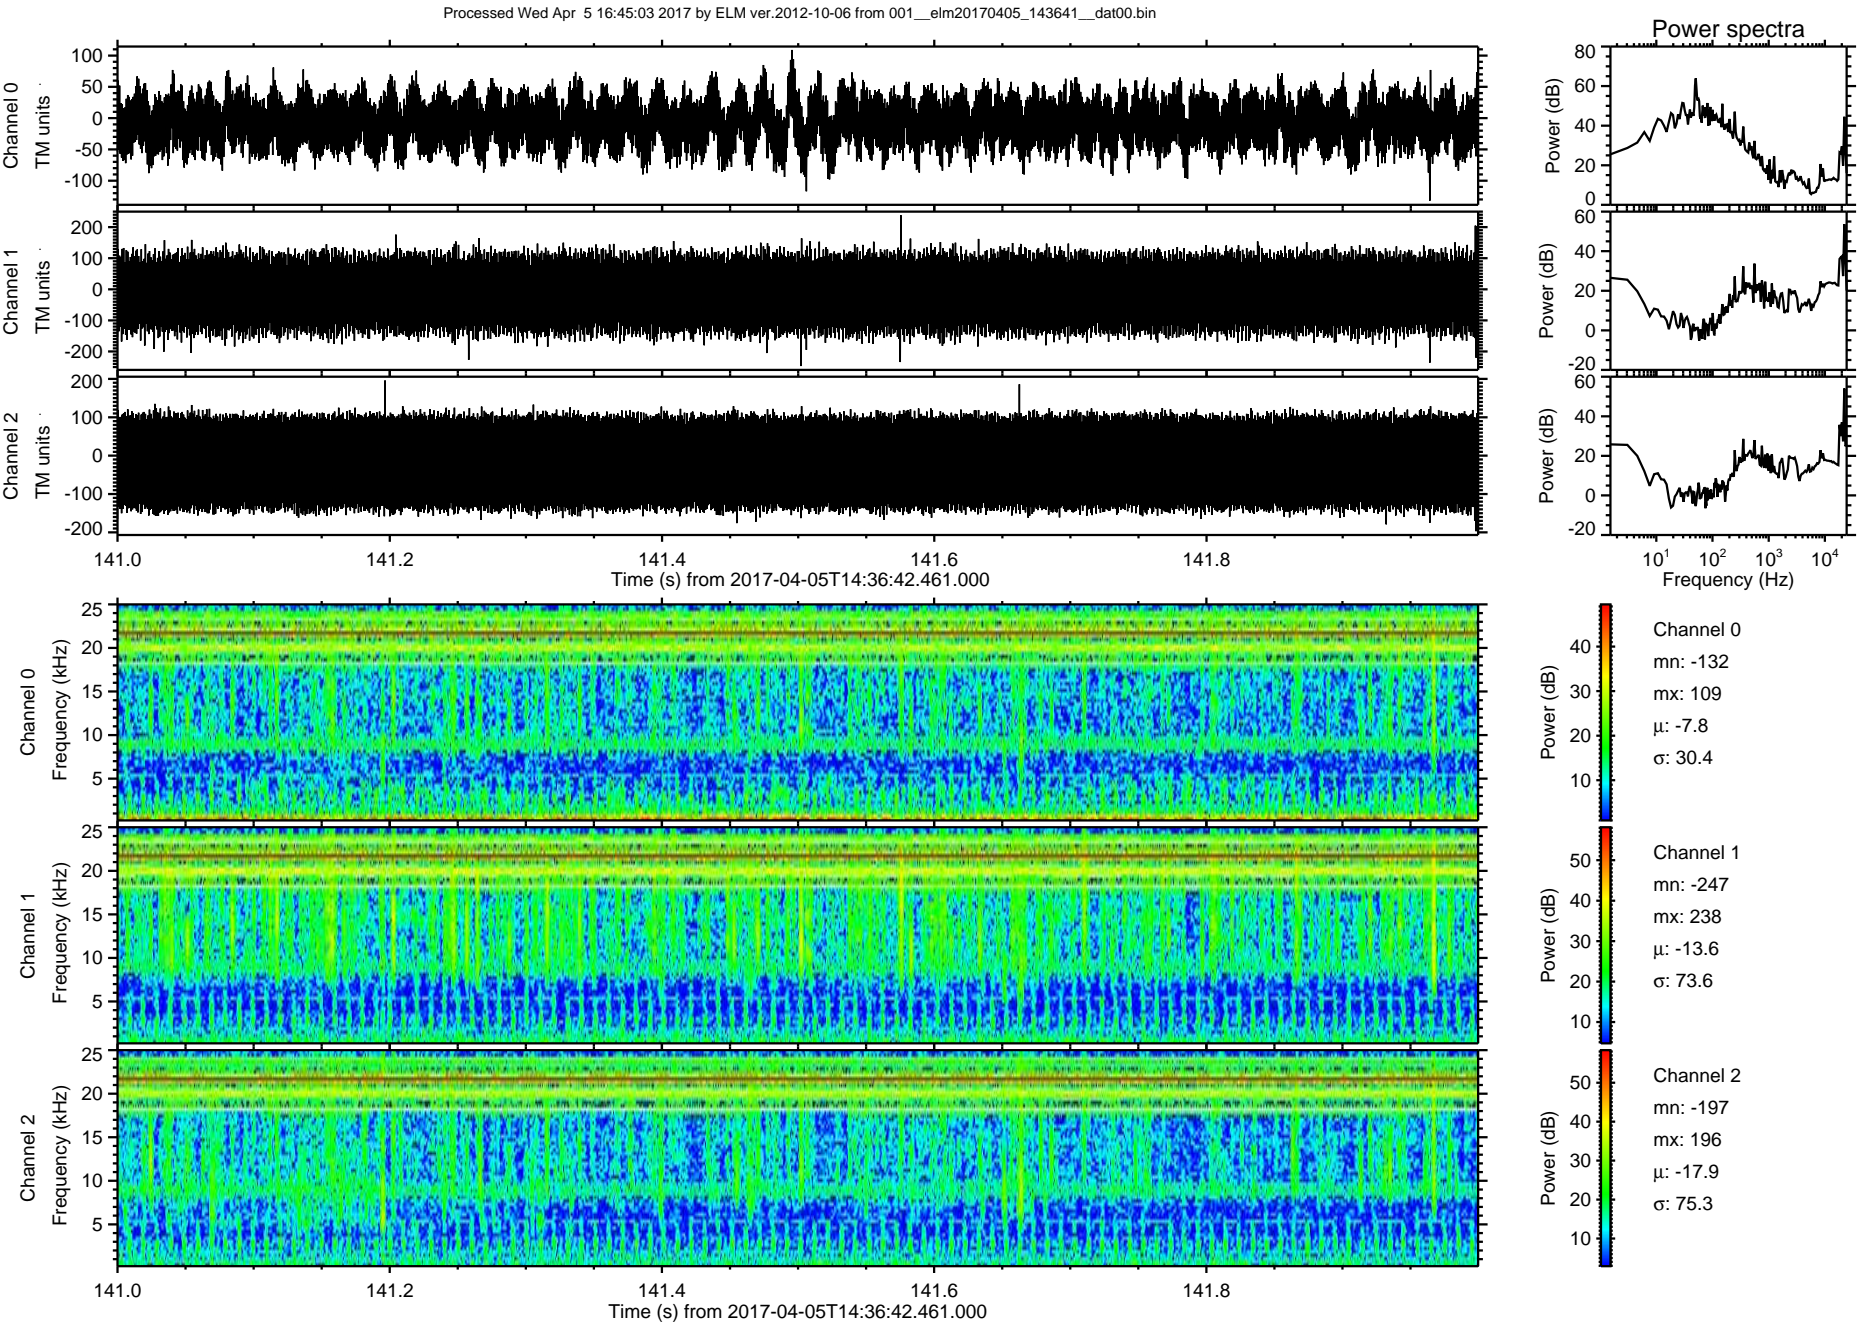 Processed Wed Apr  5 16:45:03 2017 by ELM ver.2012-10-06 from 001__elm20170405_143641__dat00.bin
Power spectra
Channel 0
TM units
100
50
0
-50
-100
Power (dB)
80
60
40
20
0
Channel 1
TM units
200
100
0
-100
-200
Power (dB)
60
40
20
0
-20
Channel 2
TM units
200
100
0
-100
-200
Power (dB)
60
40
20
0
-20
141.0
141.2
141.4
141.6
141.8
Time (s) from 2017-04-05T14:36:42.461.000
10¹
10²
10³
10⁴
Frequency (Hz)
Channel 0
Frequency (kHz)
25
20
15
10
5
Power (dB)
40
30
20
10
Channel 0
mn: -132
mx: 109
μ: -7.8
σ: 30.4
Channel 1
Frequency (kHz)
25
20
15
10
5
Power (dB)
50
40
30
20
10
Channel 1
mn: -247
mx: 238
μ: -13.6
σ: 73.6
Channel 2
Frequency (kHz)
25
20
15
10
5
Power (dB)
50
40
30
20
10
Channel 2
mn: -197
mx: 196
μ: -17.9
σ: 75.3
141.0
141.2
141.4
141.6
141.8
Time (s) from 2017-04-05T14:36:42.461.000